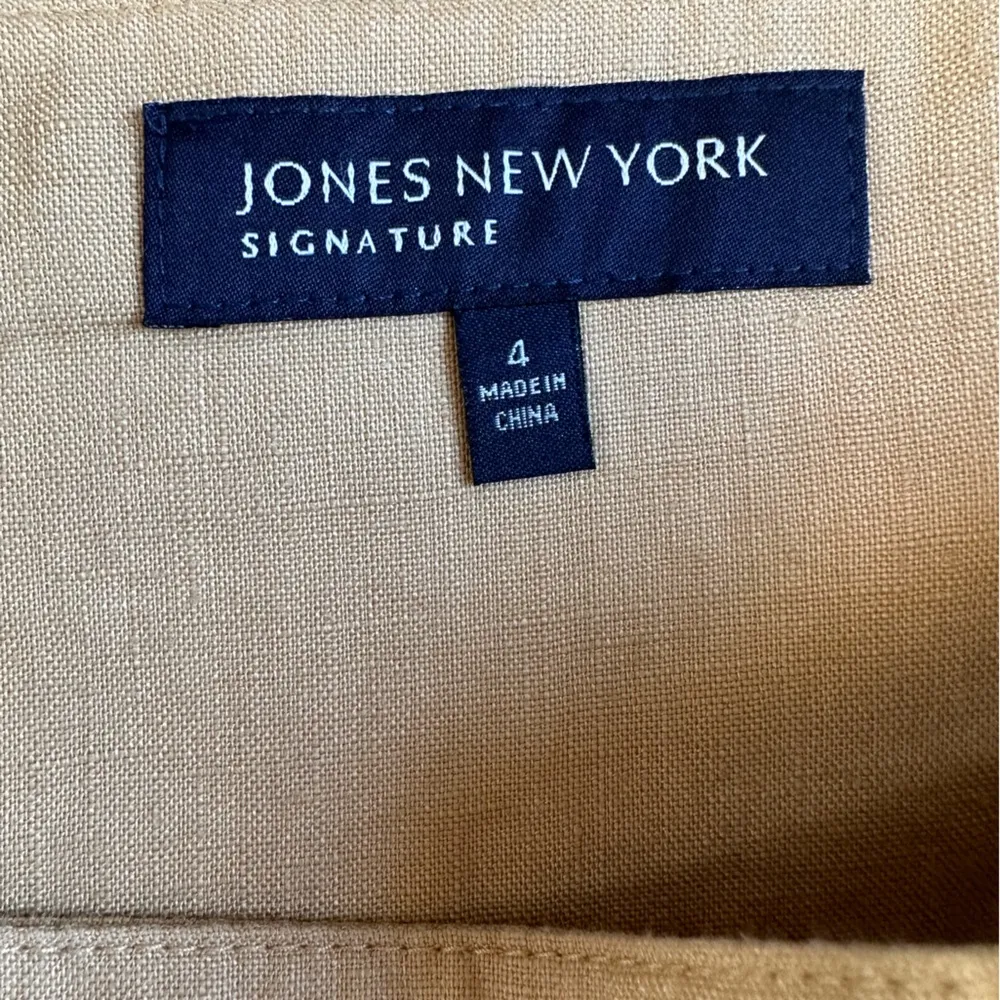 JONES NEW YORK
SIGNATURE
4
MADE IN
CHINA